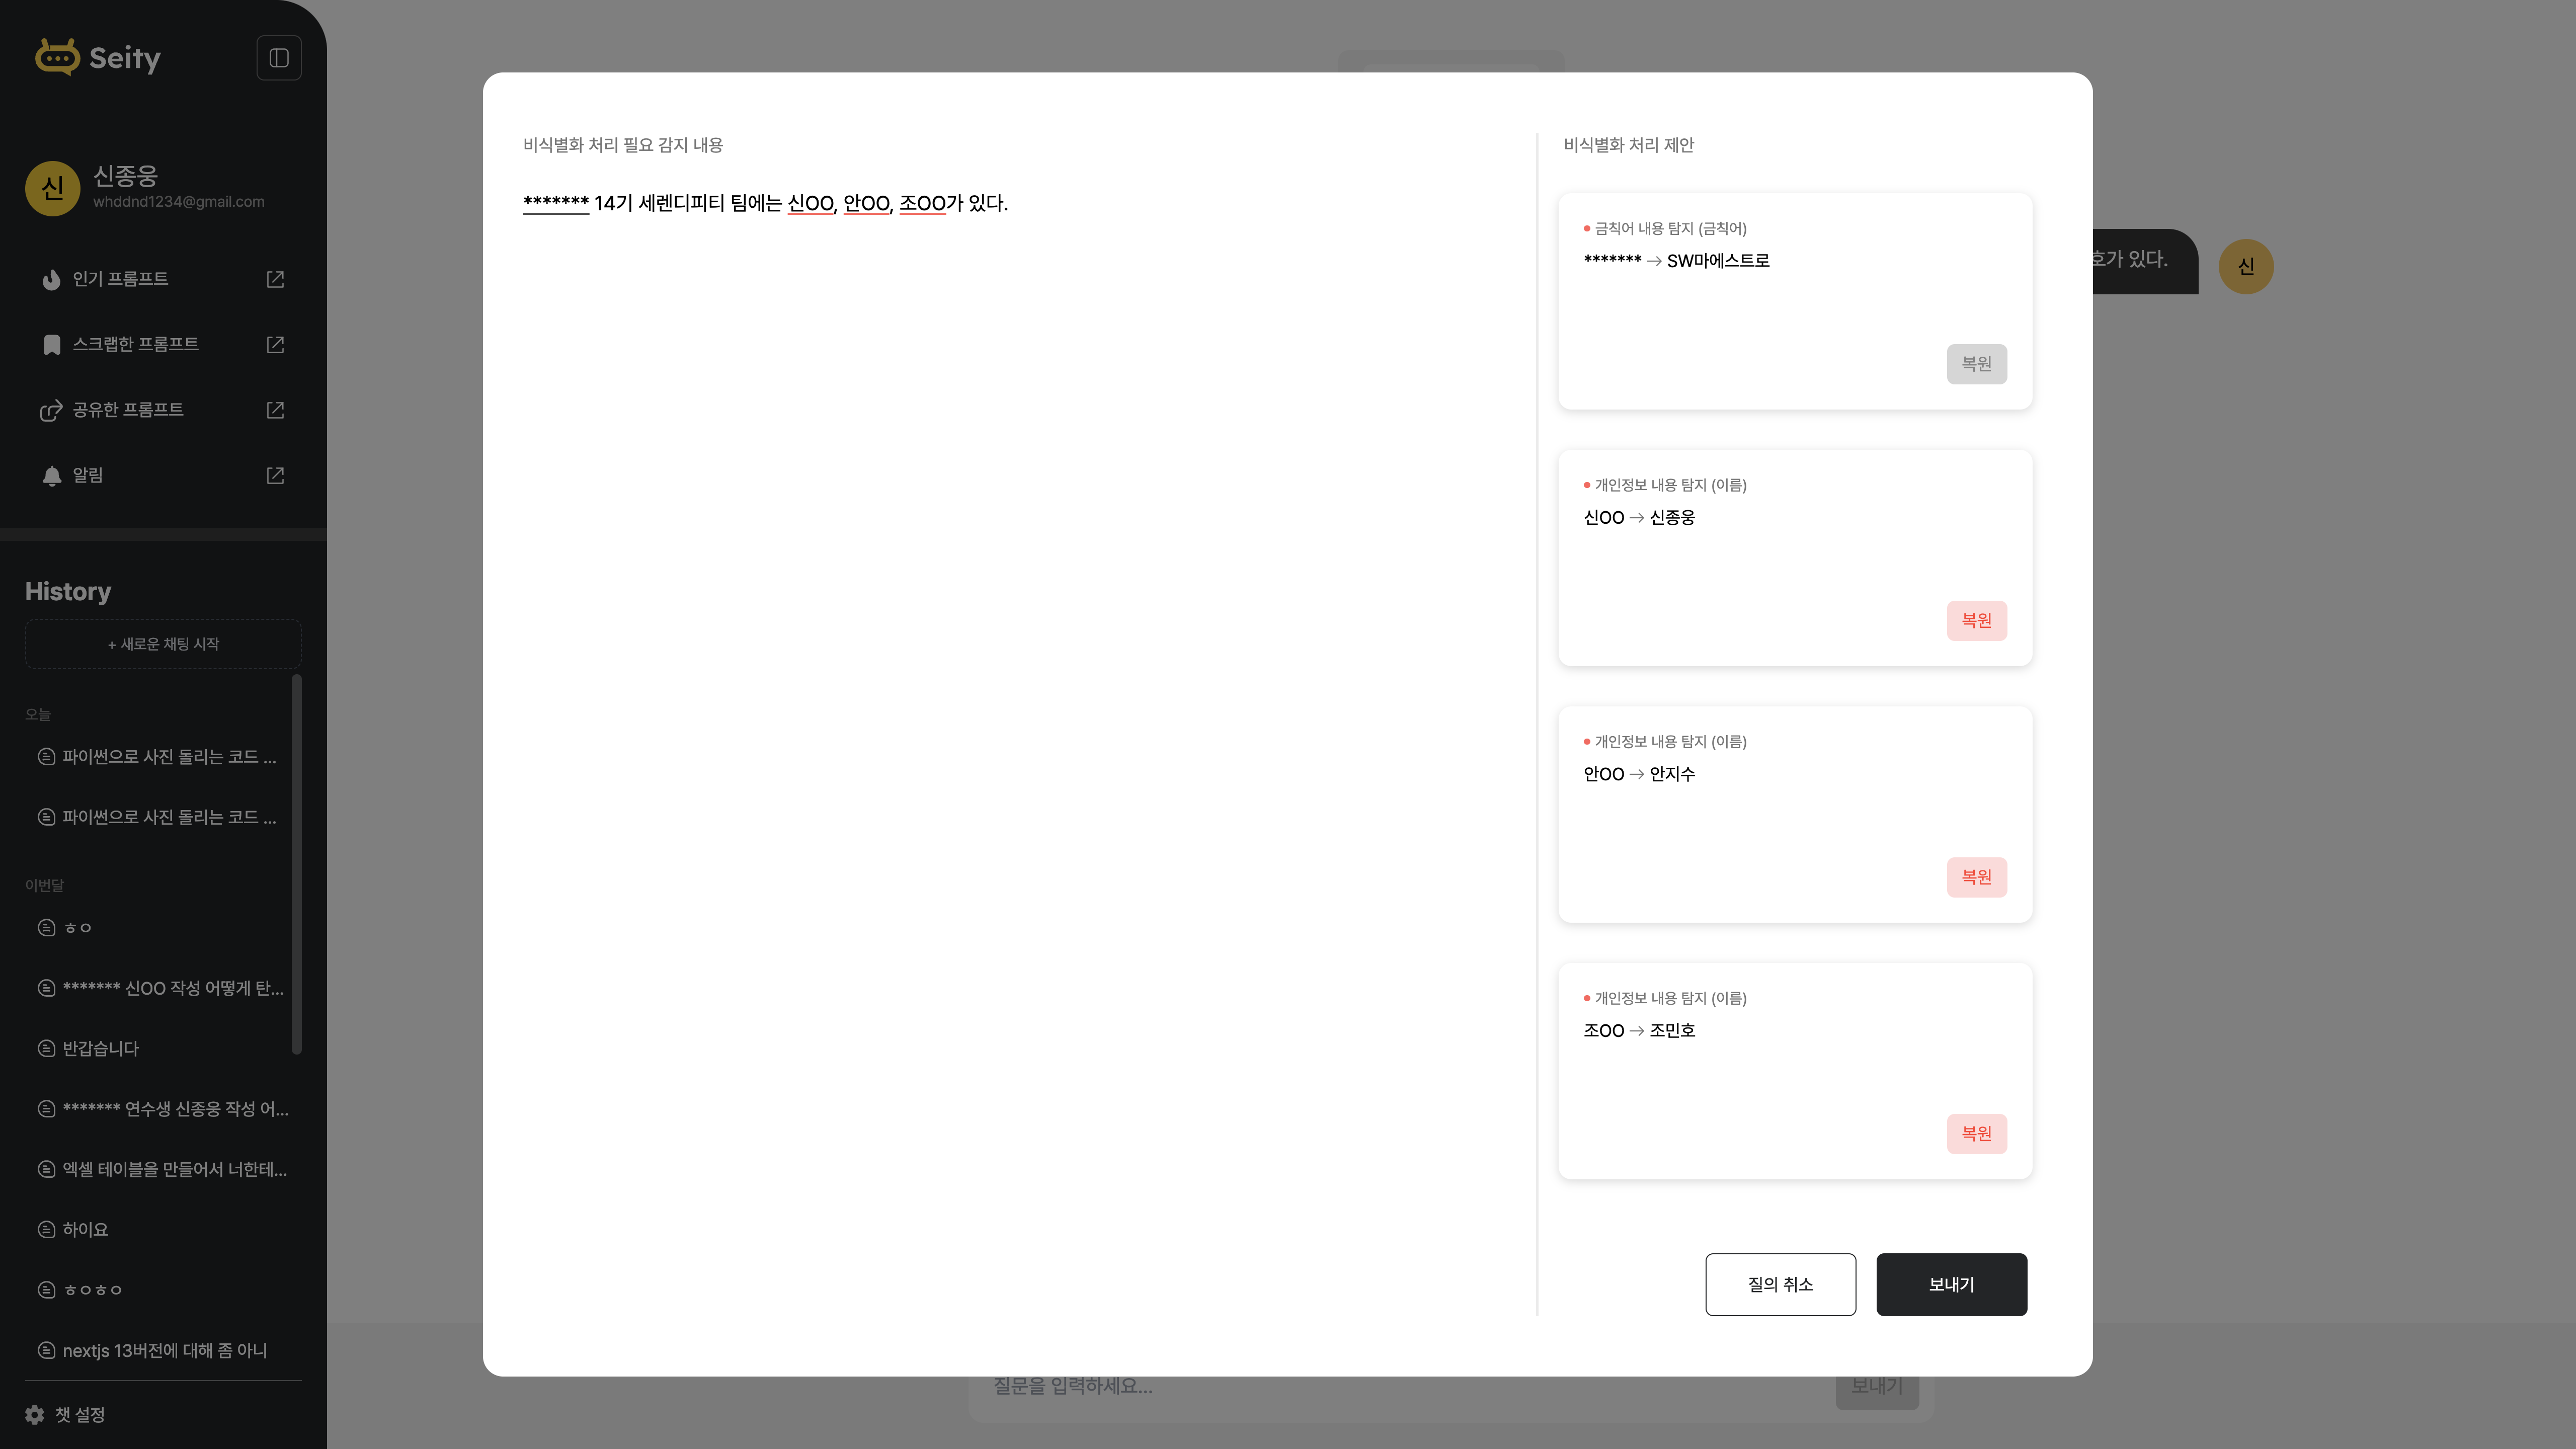 Seity
신
신종웅
whddnd1234@gmail.com
인기 프롬프트
스크랩한 프롬프트
공유한 프롬프트
알림
History
+ 새로운 채팅 시작
오늘
파이썬으로 사진 돌리는 코드 ...
파이썬으로 사진 돌리는 코드 ...
이번달
ㅎㅇ
******* 신OO 작성 어떻게 탄...
반갑습니다
******* 연수생 신종웅 작성 어...
엑셀 테이블을 만들어서 너한테...
하이요
ㅎㅇㅎㅇ
nextjs 13버전에 대해 좀 아니
챗 설정
비식별화 처리 필요 감지 내용
******* 14기 세렌디피티 팀에는 신OO, 안OO, 조OO가 있다.
비식별화 처리 제안
금칙어 내용 탐지 (금칙어)
******* → SW마에스트로
복원
개인정보 내용 탐지 (이름)
신OO → 신종웅
복원
개인정보 내용 탐지 (이름)
안OO → 안지수
복원
개인정보 내용 탐지 (이름)
조OO → 조민호
복원
질의 취소
보내기
호가 있다.
신
질문을 입력하세요...
보내기